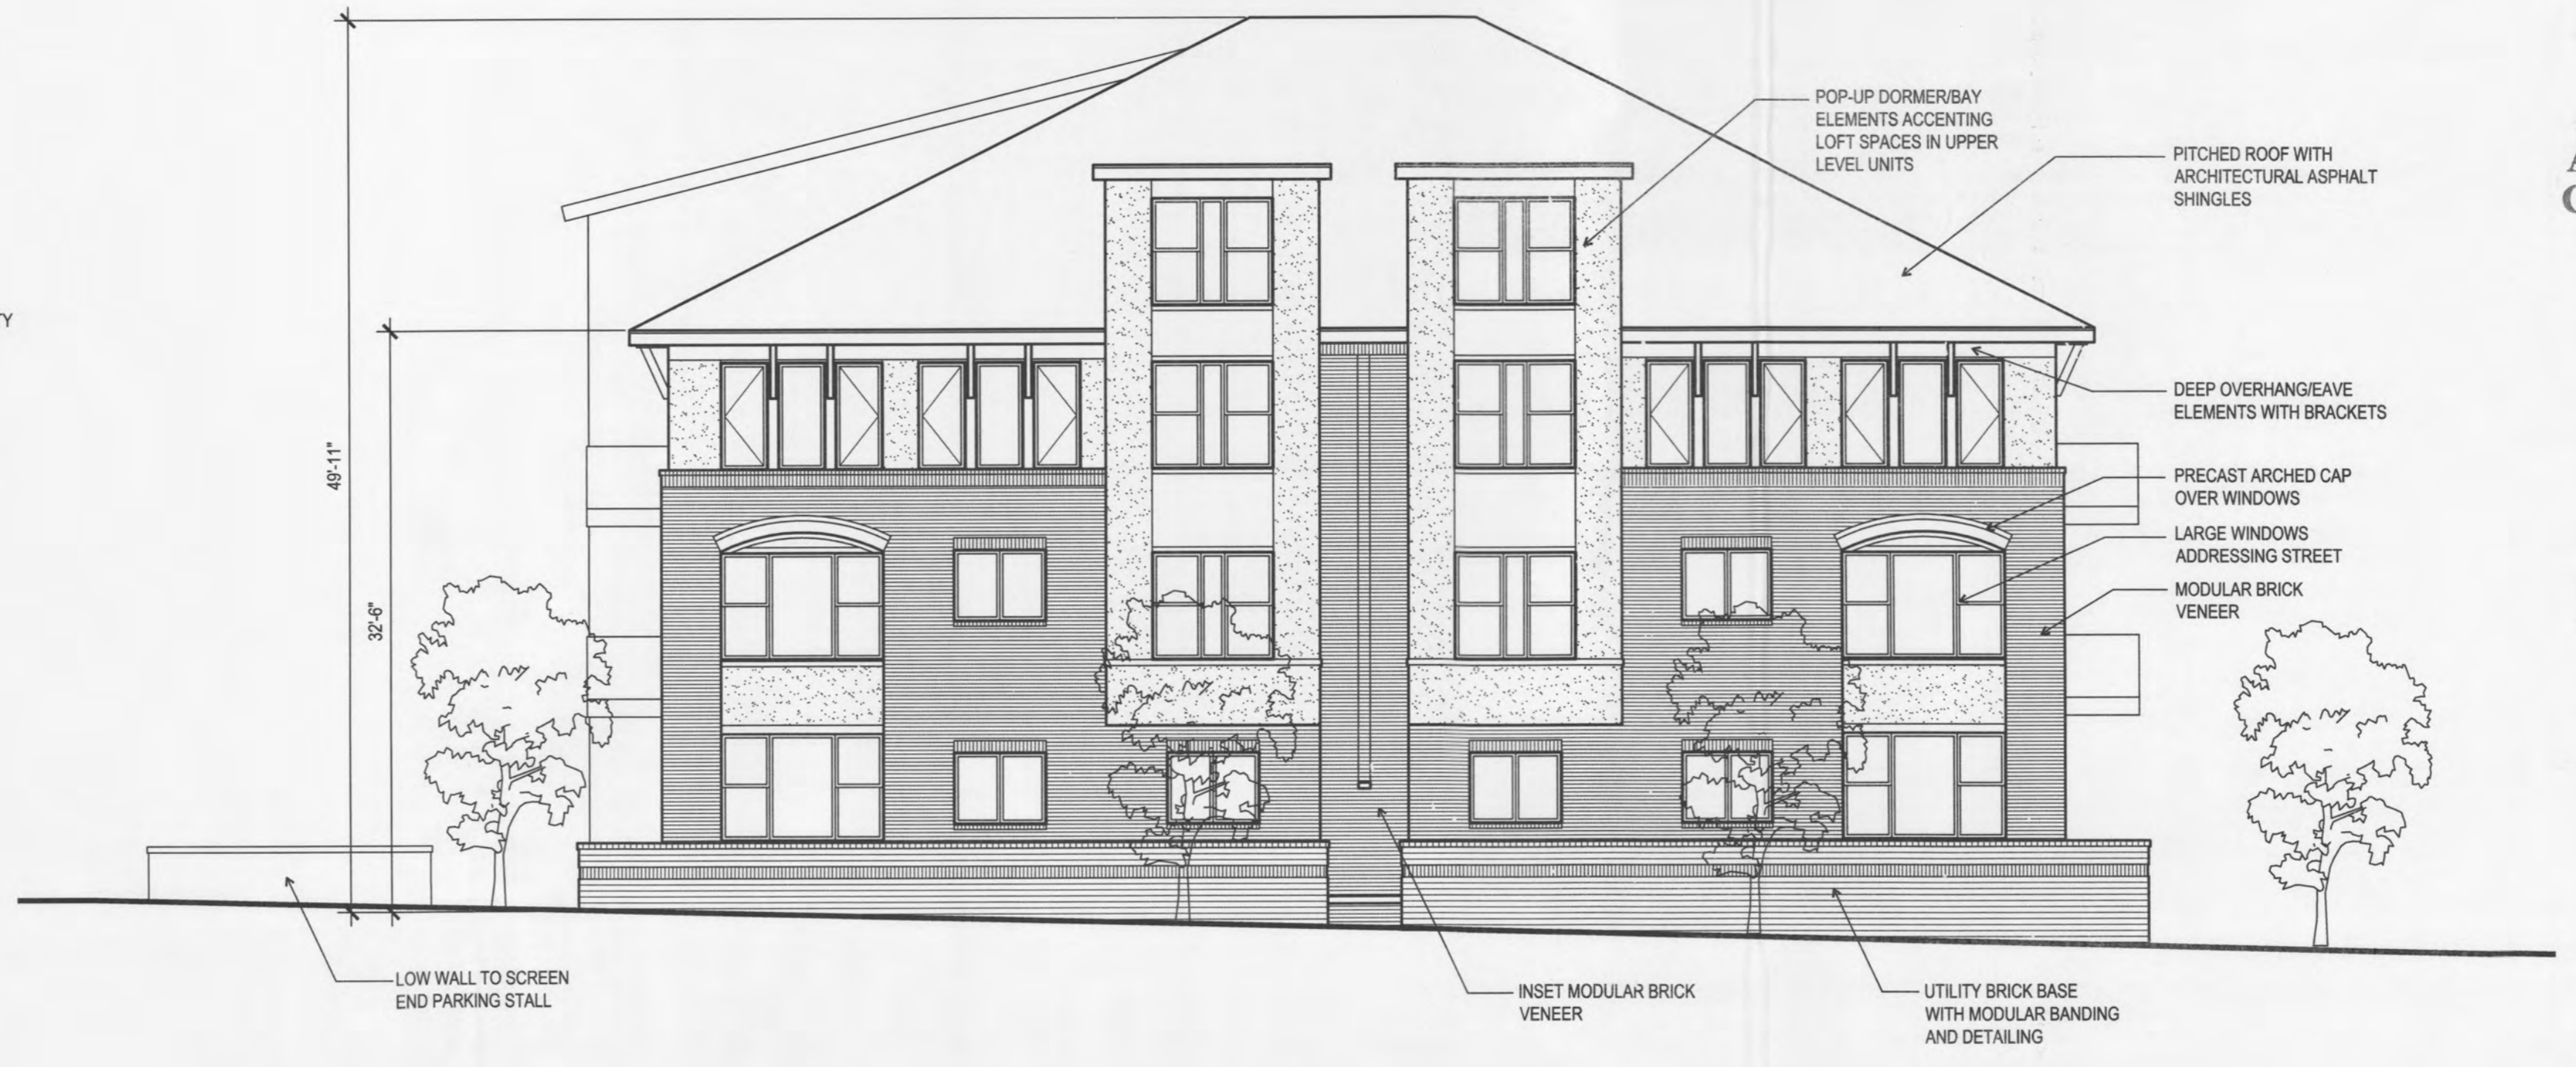 POP-UP DORMER/BAY
ELEMENTS ACCENTING
LOFT SPACES IN UPPER
LEVEL UNITS
PITCHED ROOF WITH
ARCHITECTURAL ASPHALT
SHINGLES
DEEP OVERHANG/EAVE
ELEMENTS WITH BRACKETS
PRECAST ARCHED CAP
OVER WINDOWS
LARGE WINDOWS
ADDRESSING STREET
MODULAR BRICK
VENEER
49'-11"
32'-6"
LOW WALL TO SCREEN
END PARKING STALL
INSET MODULAR BRICK
VENEER
UTILITY BRICK BASE
WITH MODULAR BANDING
AND DETAILING